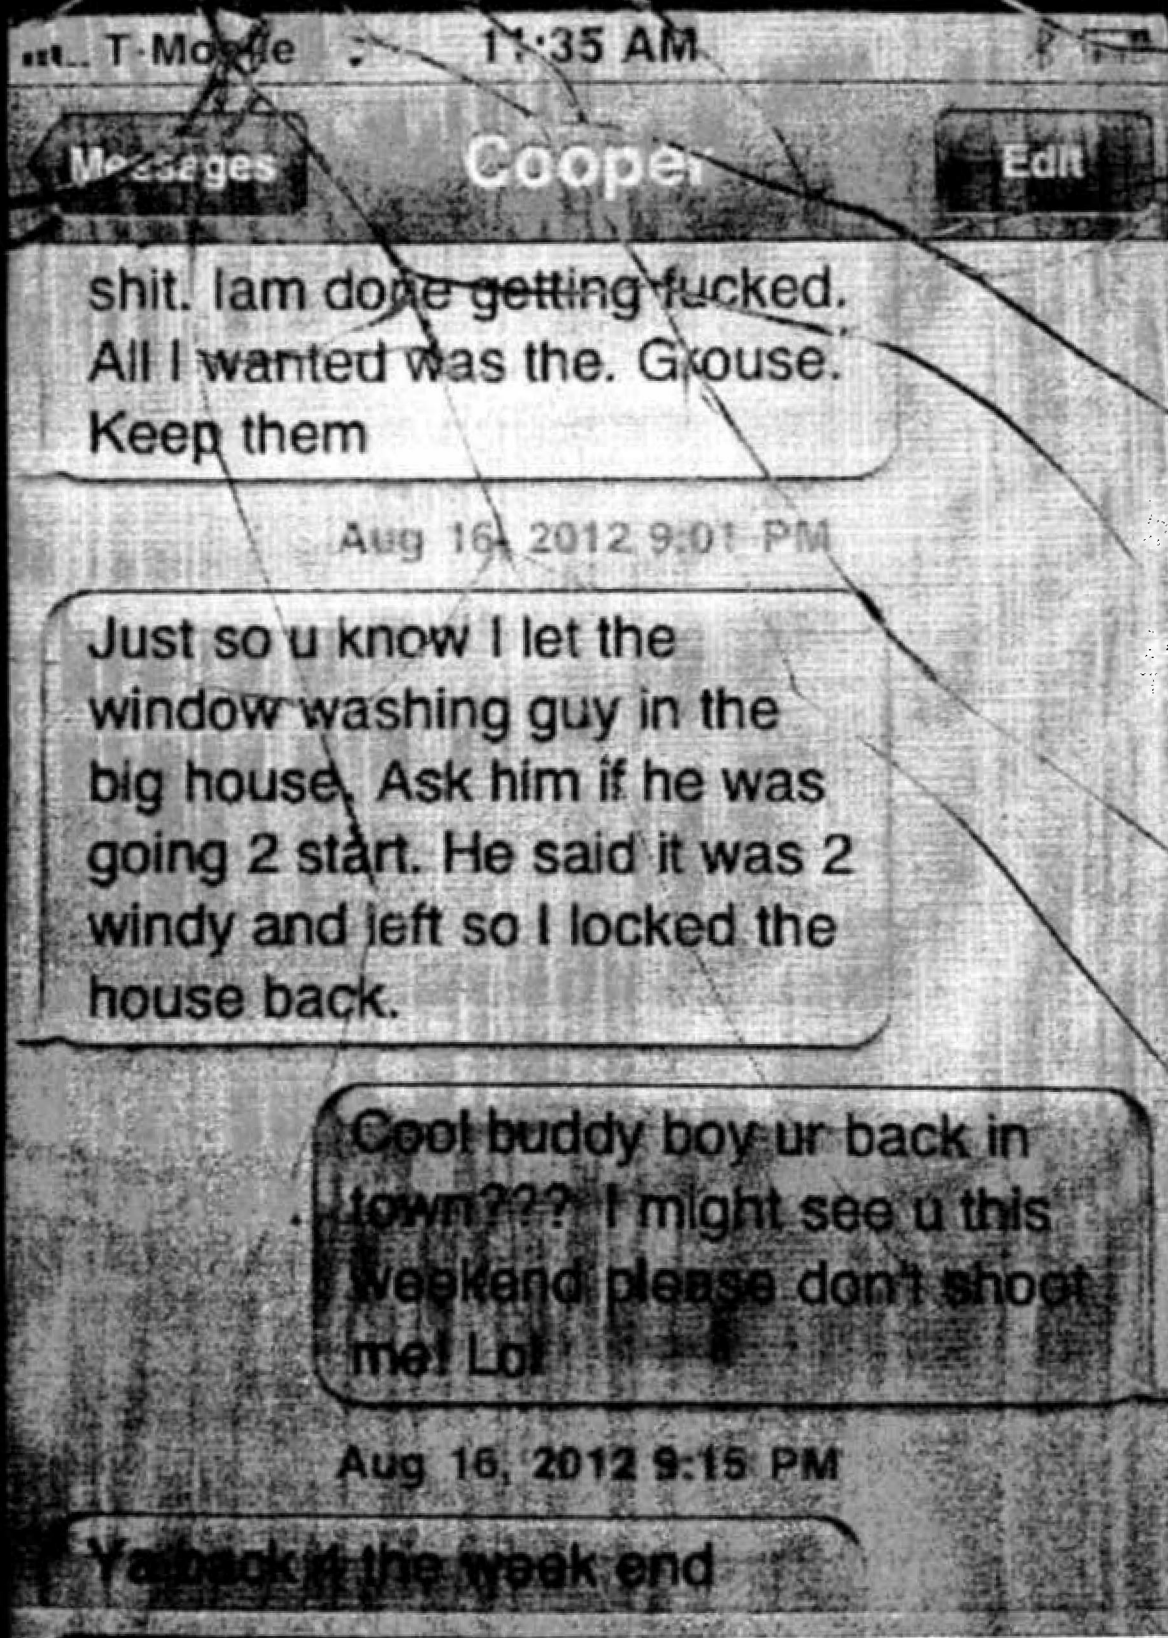 T-Mobile 11:35 AM
Messages Cooper Edit
shit. Iam done getting fucked.
All I wanted was the. Grouse.
Keep them
Aug 16, 2012 9:01 PM
Just so u know I let the
window washing guy in the
big house. Ask him if he was
going 2 start. He said it was 2
windy and left so I locked the
house back.
Cool buddy boy ur back in
town??? I might see u this
weekend please don't shoot
me! Lol
Aug 16, 2012 9:15 PM
Ya back 4 the week end